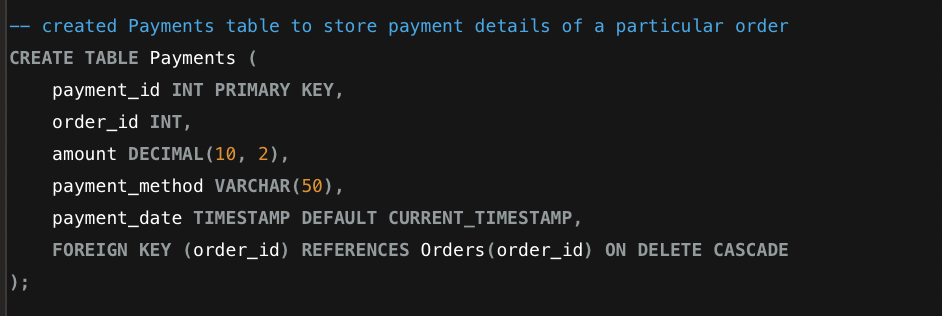 -- created Payments table to store payment details of a particular order
CREATE TABLE Payments (
    payment_id INT PRIMARY KEY,
    order_id INT,
    amount DECIMAL(10, 2),
    payment_method VARCHAR(50),
    payment_date TIMESTAMP DEFAULT CURRENT_TIMESTAMP,
    FOREIGN KEY (order_id) REFERENCES Orders(order_id) ON DELETE CASCADE
);